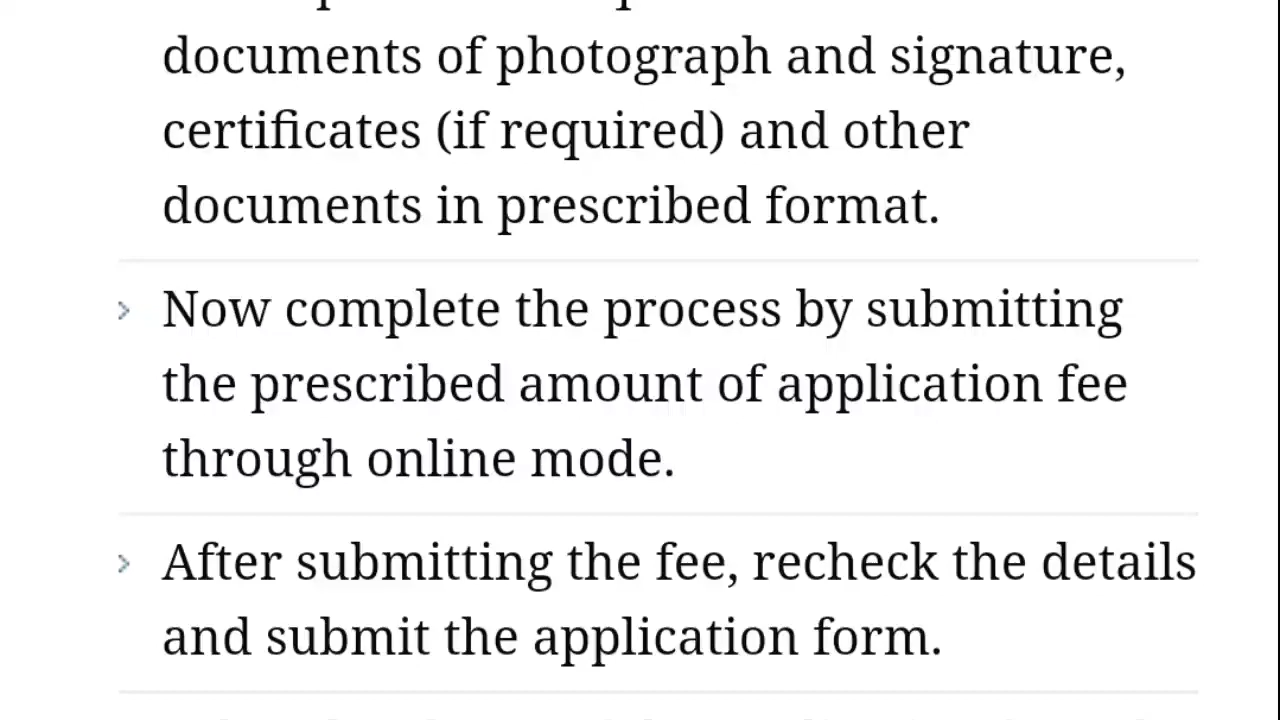 documents of photograph and signature,
certificates (if required) and other
documents in prescribed format.
Now complete the process by submitting
the prescribed amount of application fee
through online mode.
After submitting the fee, recheck the details
and submit the application form.